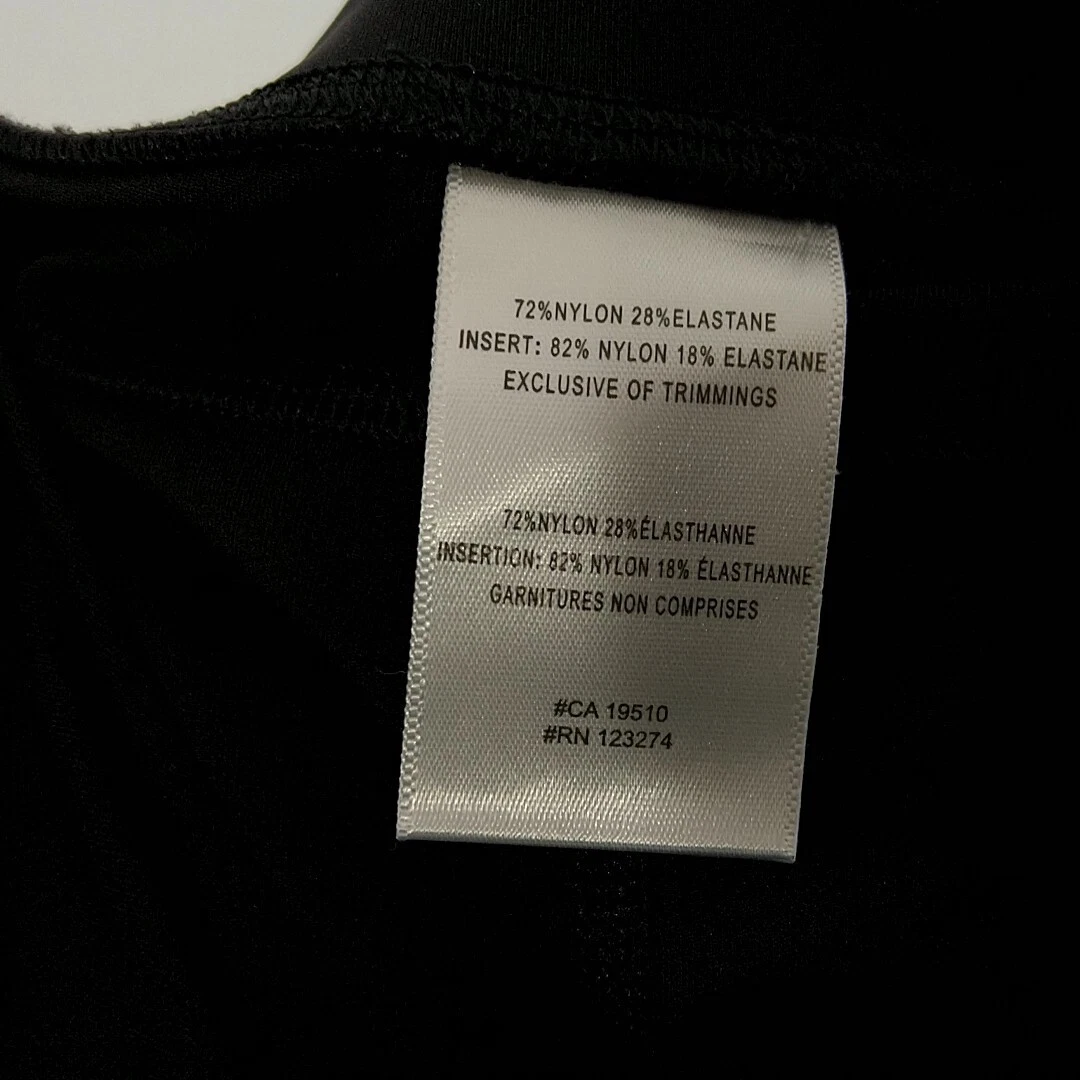 72%NYLON 28%ELASTANE
INSERT: 82% NYLON 18% ELASTANE
EXCLUSIVE OF TRIMMINGS
72%NYLON 28%ÉLASTHANNE
INSERTION: 82% NYLON 18% ÉLASTHANNE
GARNITURES NON COMPRISES
#CA 19510
#RN 123274